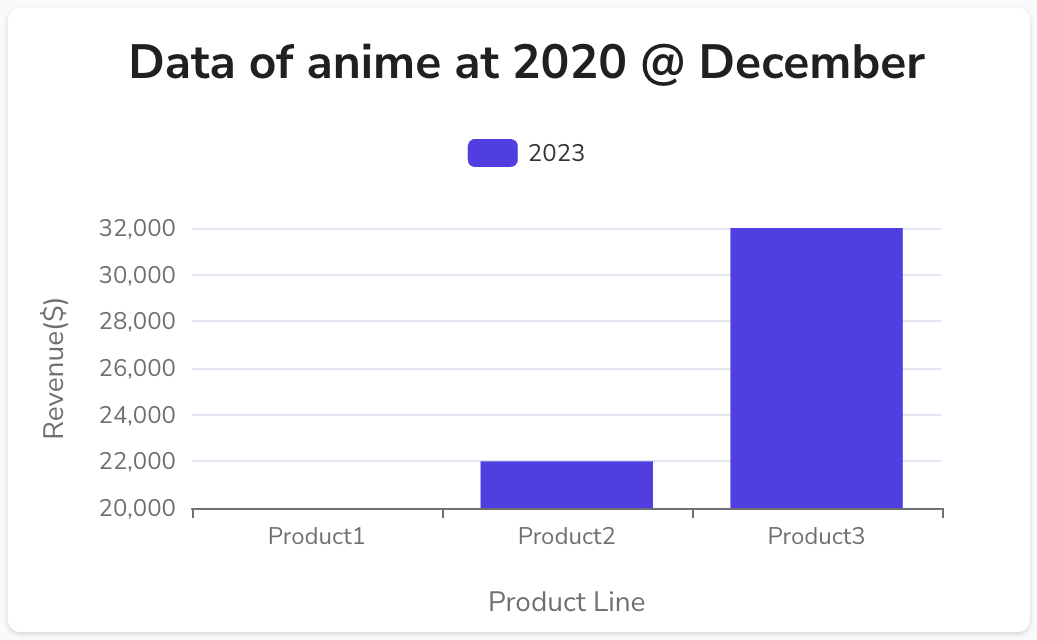 Data of anime at 2020 @ December
2023
32,000
30,000
28,000
26,000
24,000
22,000
20,000
Revenue($)
Product1 Product2 Product3
Product Line